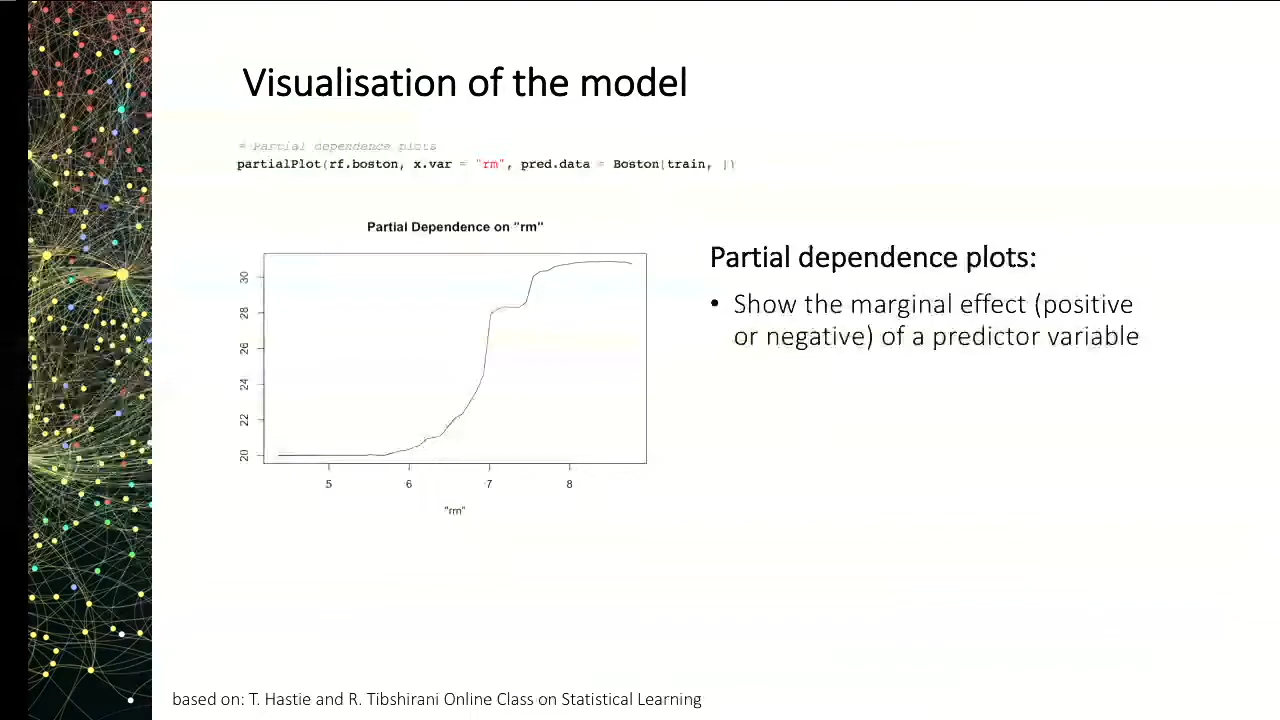 Visualisation of the model
# Partial dependence plots
partialPlot(rf.boston, x.var = "rm", pred.data = Boston[train, ])
Partial Dependence on "rm"
30
28
26
24
22
20
5 6 7 8
"rm"
Partial dependence plots:
• Show the marginal effect (positive
or negative) of a predictor variable
based on: T. Hastie and R. Tibshirani Online Class on Statistical Learning